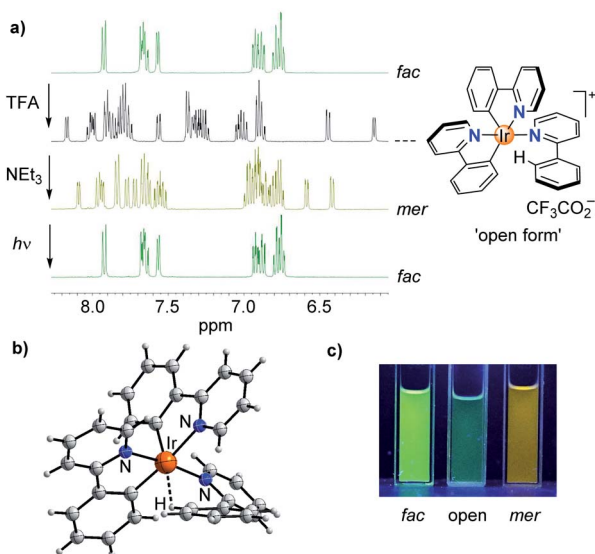 a)
fac
TFA
NEt₃
mer
hν
fac
8.0 7.5 7.0 6.5
ppm
Ir
N
N
H
+
CF₃CO₂⁻
'open form'
b)
N
Ir
N
N
H
c)
fac open mer